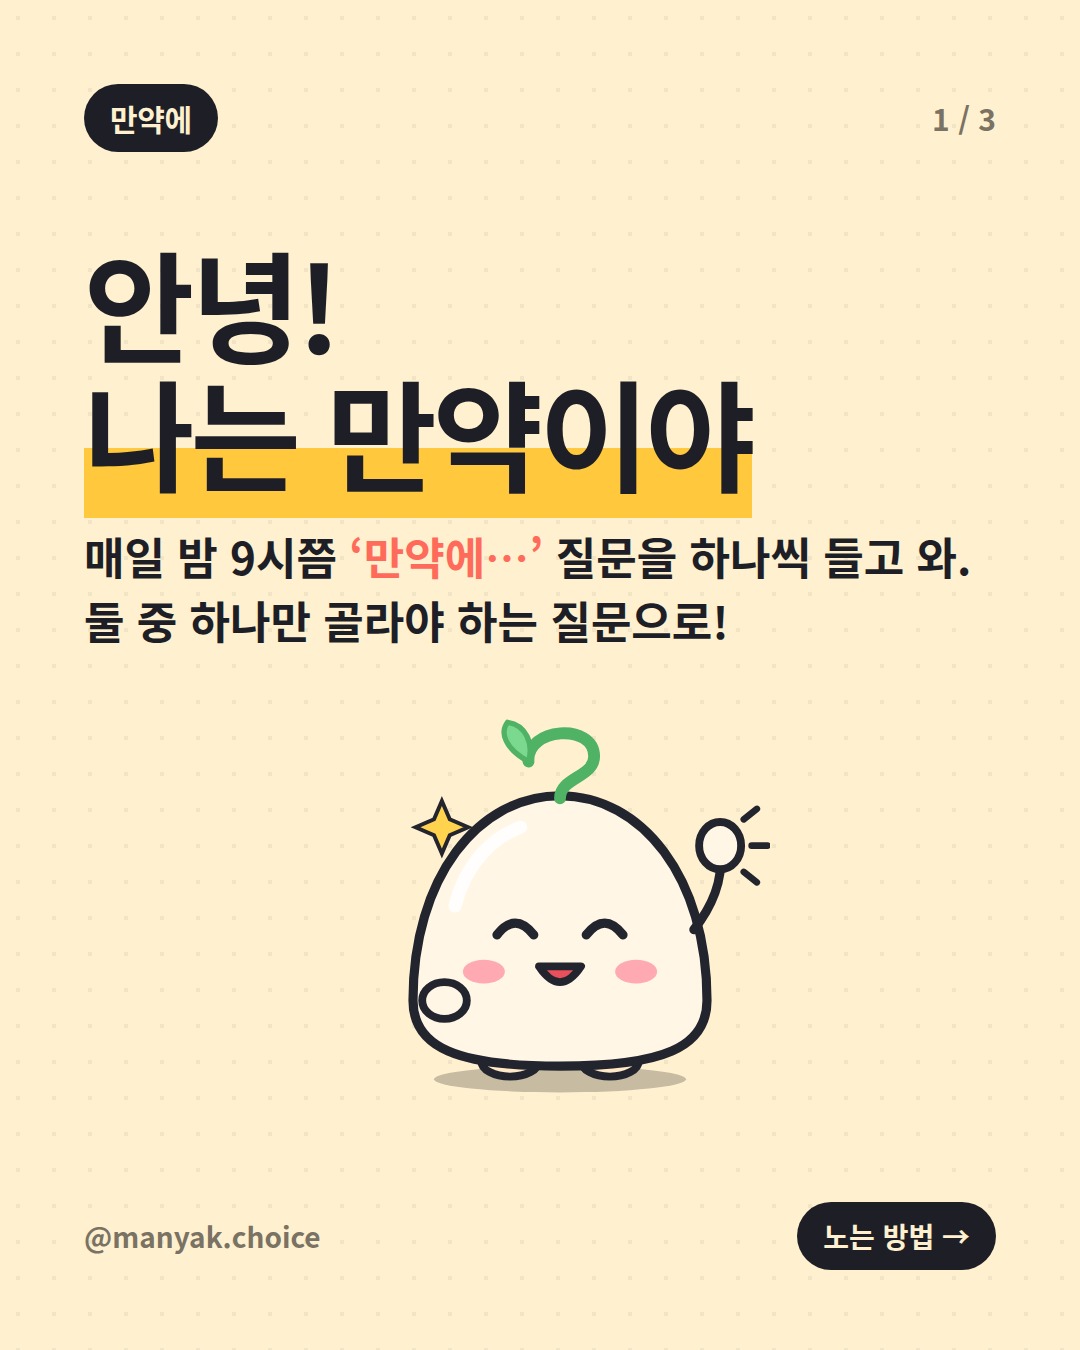 만약에
1 / 3
안녕!
나는 만약이야
매일 밤 9시쯤 ‘만약에…’ 질문을 하나씩 들고 와.
둘 중 하나만 골라야 하는 질문으로!
@manyak.choice
노는 방법 →